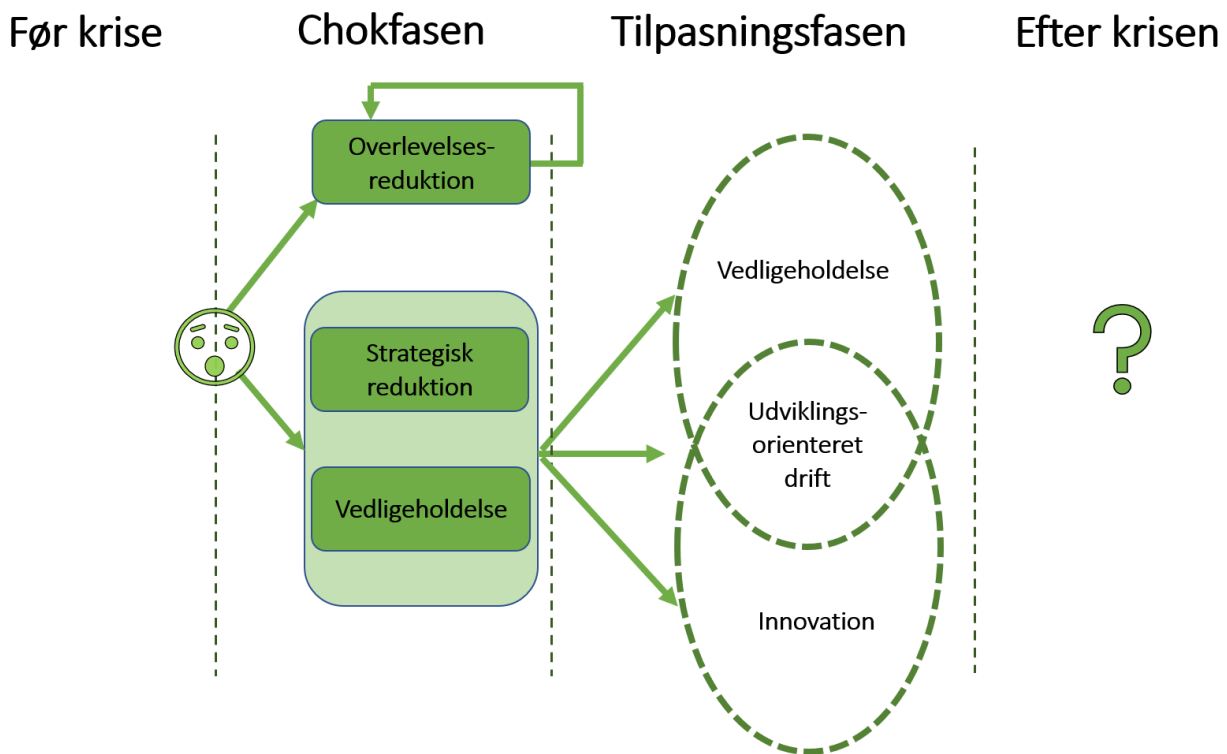 Før krise
Chokfasen
Tilpasningsfasen
Efter krisen
Overlevelses-
reduktion
Strategisk
reduktion
Vedligeholdelse
Vedligeholdelse
Udviklings-
orienteret
drift
Innovation
?